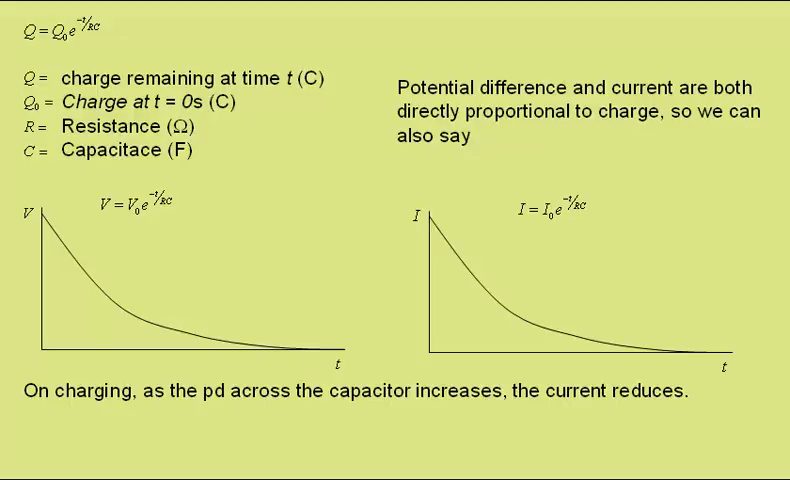 Q = Q₀e^(-t/RC)
Q = charge remaining at time t (C)
Q₀ = Charge at t = 0s (C)
R = Resistance (Ω)
C = Capacitace (F)
Potential difference and current are both
directly proportional to charge, so we can
also say
V
V = V₀e^(-t/RC)
t
I
I = I₀e^(-t/RC)
t
On charging, as the pd across the capacitor increases, the current reduces.